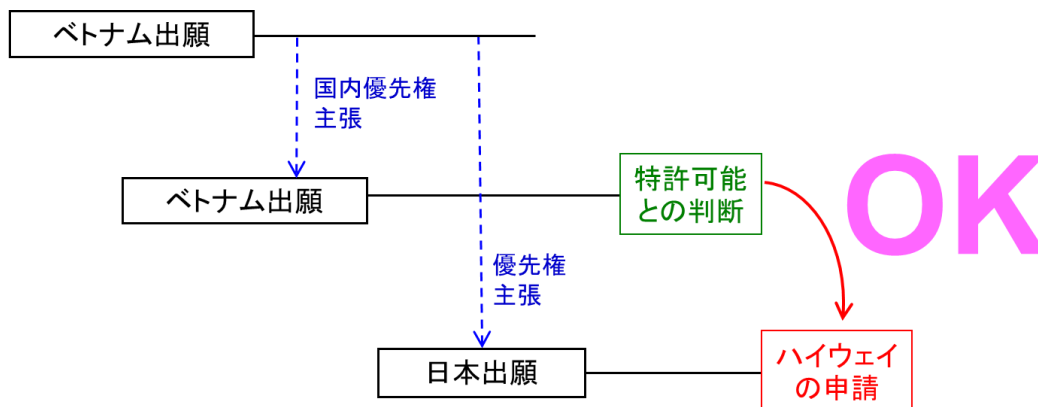 ベトナム出願
国内優先権
主張
ベトナム出願
特許可能
との判断
OK
優先権
主張
日本出願
ハイウェイ
の申請